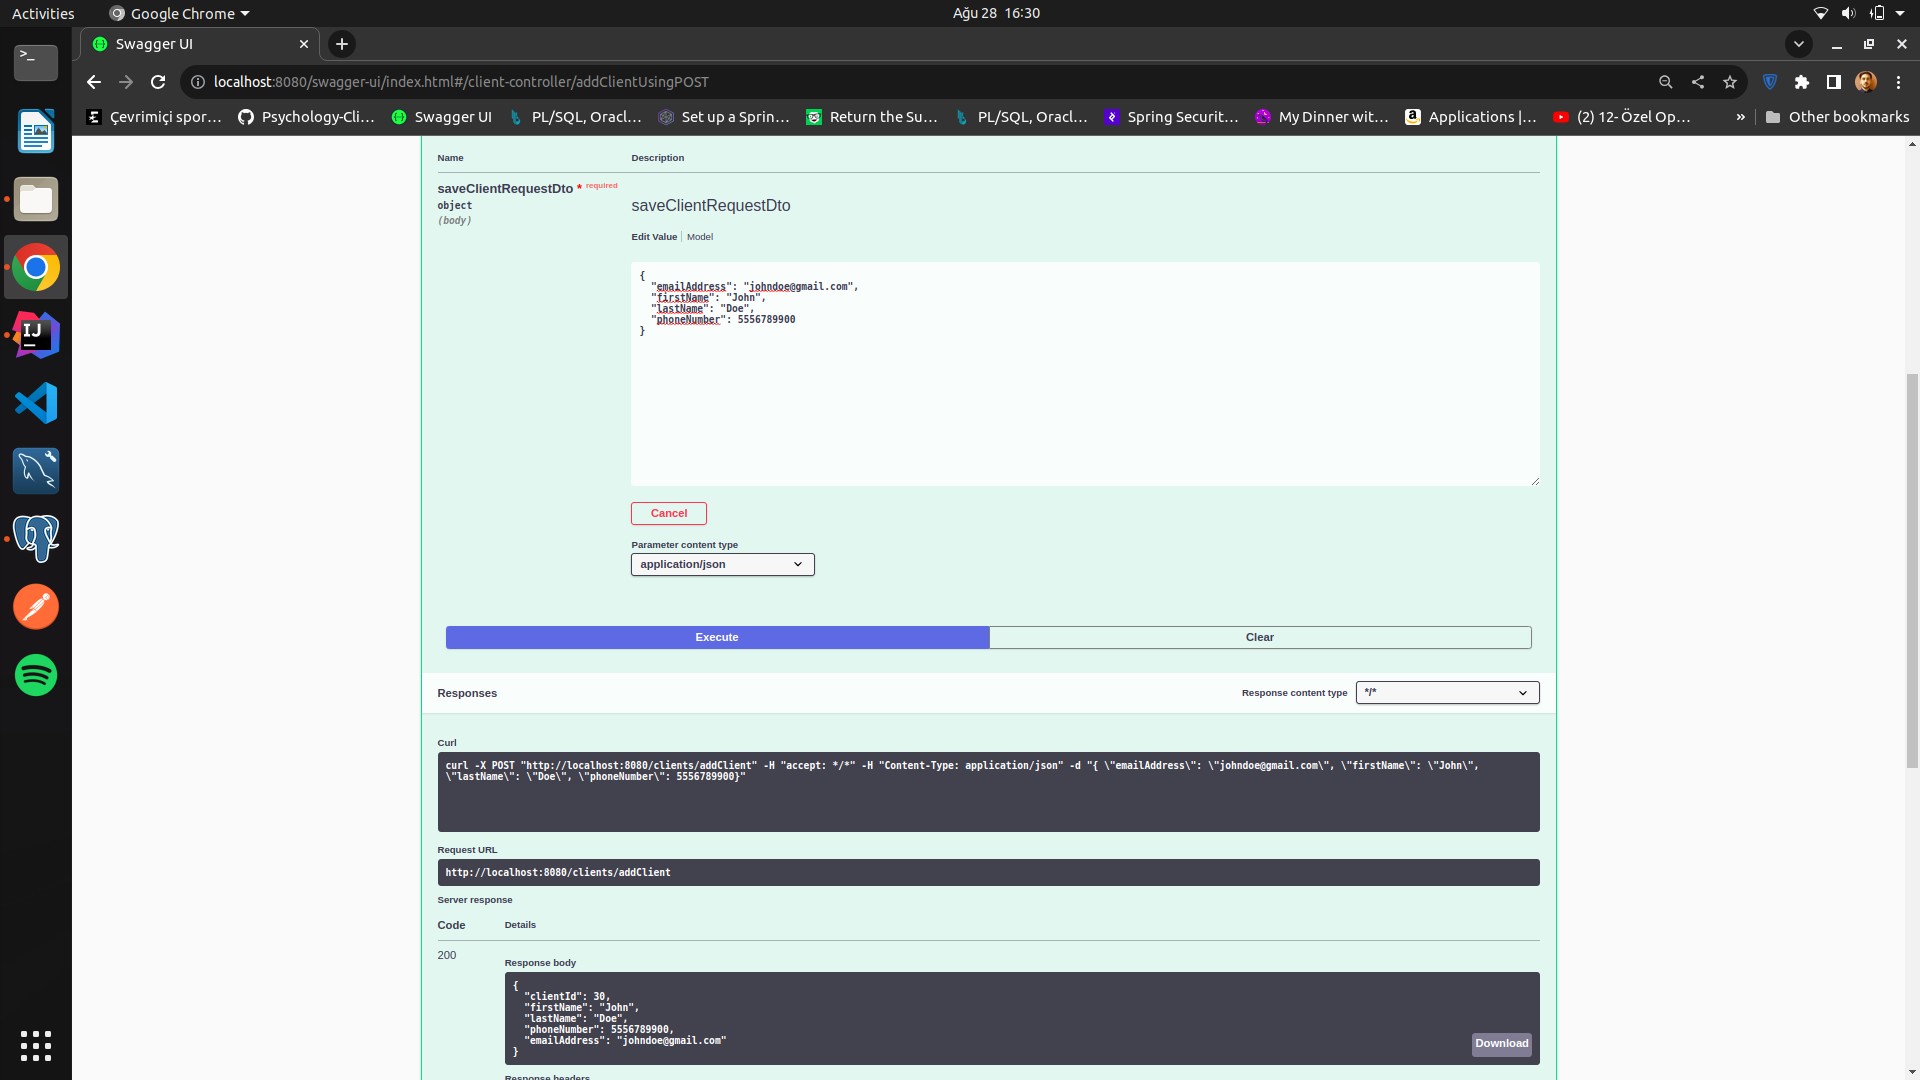 Activities
Google Chrome
Ağu 28 16:30
Swagger UI
localhost:8080/swagger-ui/index.html#/client-controller/addClientUsingPOST
Çevrimiçi spor…
Psychology-Cli…
Swagger UI
PL/SQL, Oracl…
Set up a Sprin…
Return the Su…
PL/SQL, Oracl…
Spring Securit…
My Dinner wit…
Applications |…
(2) 12- Özel Op…
»
Other bookmarks
Name
Description
saveClientRequestDto * required
object
(body)
saveClientRequestDto
Edit Value | Model
{
"emailAddress": "johndoe@gmail.com",
"firstName": "John",
"lastName": "Doe",
"phoneNumber": 5556789900
}
Cancel
Parameter content type
application/json
Execute
Clear
Responses
Response content type
*/*
Curl
curl -X POST "http://localhost:8080/clients/addClient" -H "accept: */*" -H "Content-Type: application/json" -d "{ \"emailAddress\": \"johndoe@gmail.com\", \"firstName\": \"John\",
\"lastName\": \"Doe\", \"phoneNumber\": 5556789900}"
Request URL
http://localhost:8080/clients/addClient
Server response
Code
Details
200
Response body
{
"clientId": 30,
"firstName": "John",
"lastName": "Doe",
"phoneNumber": 5556789900,
"emailAddress": "johndoe@gmail.com"
}
Download
Response headers